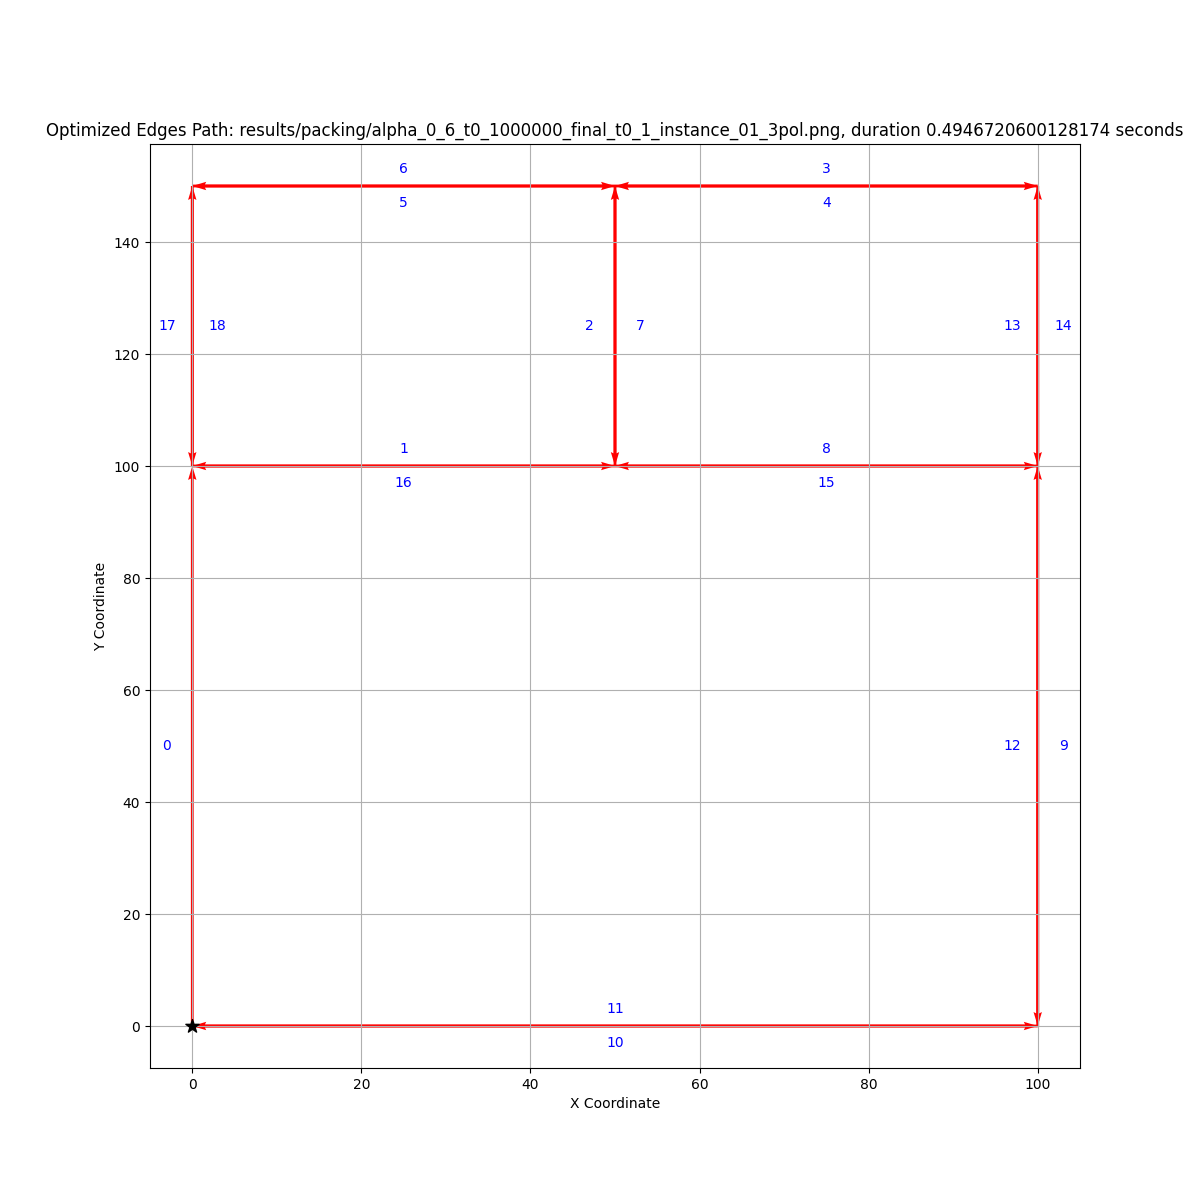 Optimized Edges Path: results/packing/alpha_0_6_t0_1000000_final_t0_1_instance_01_3pol.png, duration 0.4946720600128174 seconds
6 3
5 4
140
17 18 2 7 13 14
120
1 8
100
16 15
80
Y Coordinate
60
0 12 9
40
20
11
0
10
0 20 40 60 80 100
X Coordinate